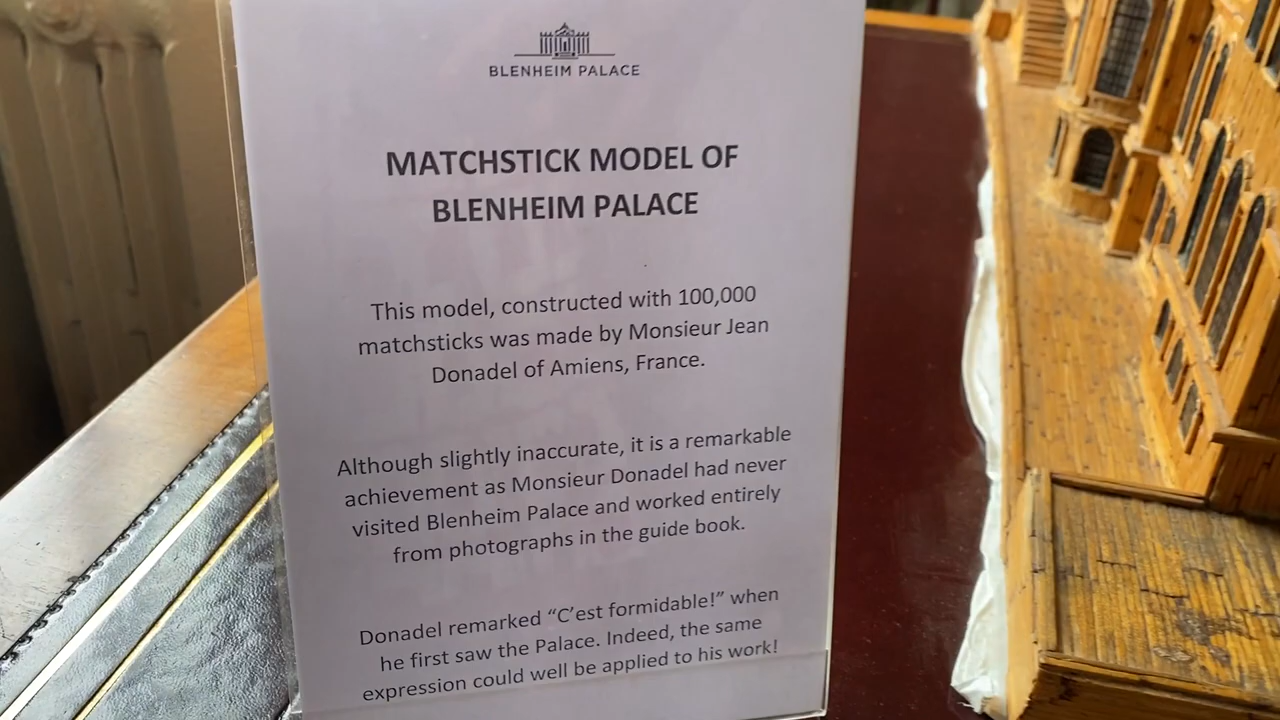 BLENHEIM PALACE
MATCHSTICK MODEL OF
BLENHEIM PALACE
This model, constructed with 100,000
matchsticks was made by Monsieur Jean
Donadel of Amiens, France.
Although slightly inaccurate, it is a remarkable
achievement as Monsieur Donadel had never
visited Blenheim Palace and worked entirely
from photographs in the guide book.
Donadel remarked “C’est formidable!” when
he first saw the Palace. Indeed, the same
expression could well be applied to his work!